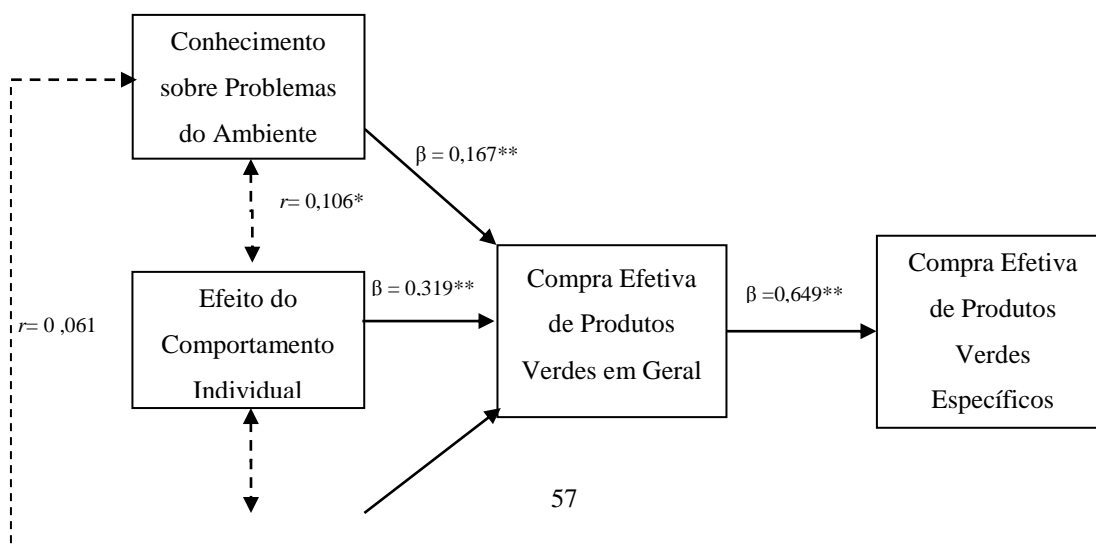 Conhecimento
sobre Problemas
do Ambiente
β = 0,167**
r= 0,106*
Efeito do
Comportamento
Individual
β = 0,319**
r= 0 ,061
Compra Efetiva
de Produtos
Verdes em Geral
β =0,649**
Compra Efetiva
de Produtos
Verdes
Específicos
57